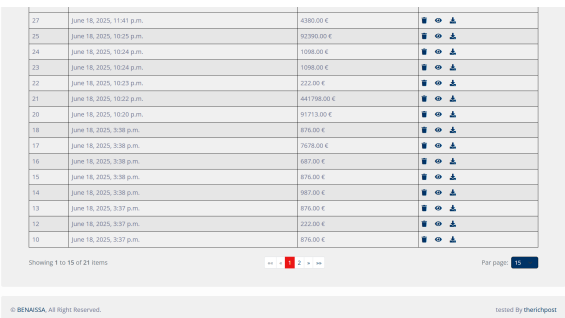 27 June 18, 2025, 11:41 p.m. 4380.00 €
25 June 18, 2025, 10:25 p.m. 92390.00 €
24 June 18, 2025, 10:24 p.m. 1098.00 €
23 June 18, 2025, 10:24 p.m. 1098.00 €
22 June 18, 2025, 10:23 p.m. 222.00 €
21 June 18, 2025, 10:22 p.m. 441798.00 €
20 June 18, 2025, 10:20 p.m. 91713.00 €
18 June 18, 2025, 3:38 p.m. 876.00 €
17 June 18, 2025, 3:38 p.m. 7678.00 €
16 June 18, 2025, 3:38 p.m. 687.00 €
15 June 18, 2025, 3:38 p.m. 876.00 €
14 June 18, 2025, 3:38 p.m. 987.00 €
13 June 18, 2025, 3:37 p.m. 876.00 €
12 June 18, 2025, 3:37 p.m. 222.00 €
10 June 18, 2025, 3:37 p.m. 876.00 €
Showing 1 to 15 of 21 items «« « 1 2 » »» Par page: 15
© BENAISSA, All Right Reserved. tested By therichpost